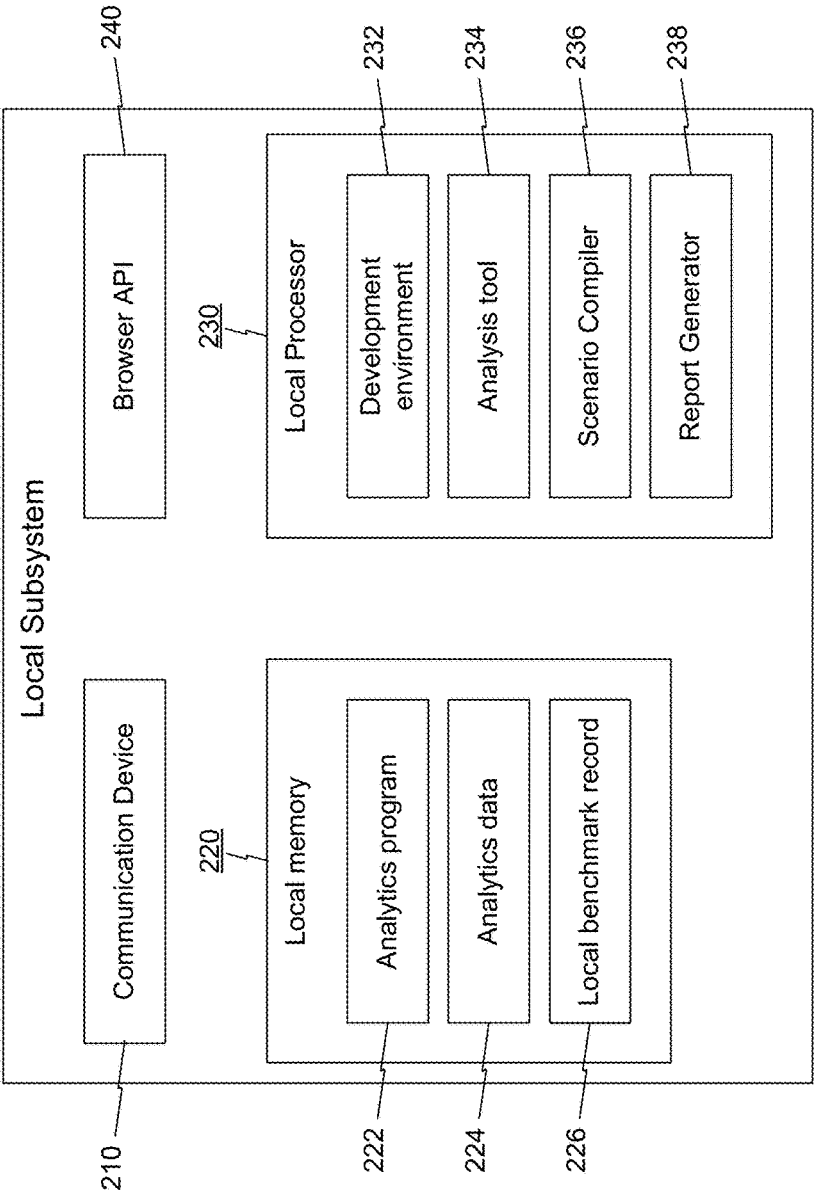 Local Subsystem
210
Communication Device
Browser API
240
220
Local memory
222
Analytics program
224
Analytics data
226
Local benchmark record
230
Local Processor
Development
environment
232
Analysis tool
234
Scenario Compiler
236
Report Generator
238